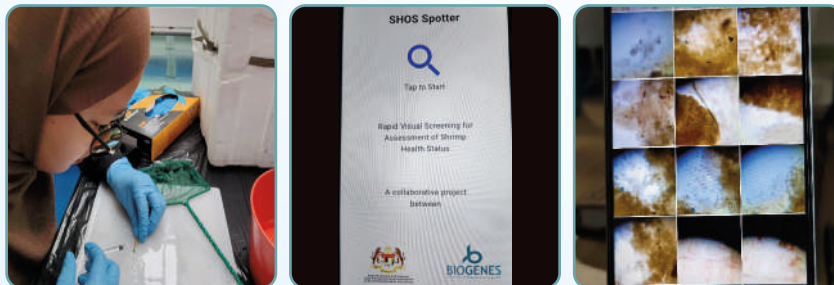 SHOS Spotter
Tap to Start
Rapid Visual Screening for
Assessment of Shrimp
Health Status
A collaborative project
between
BIOGENES